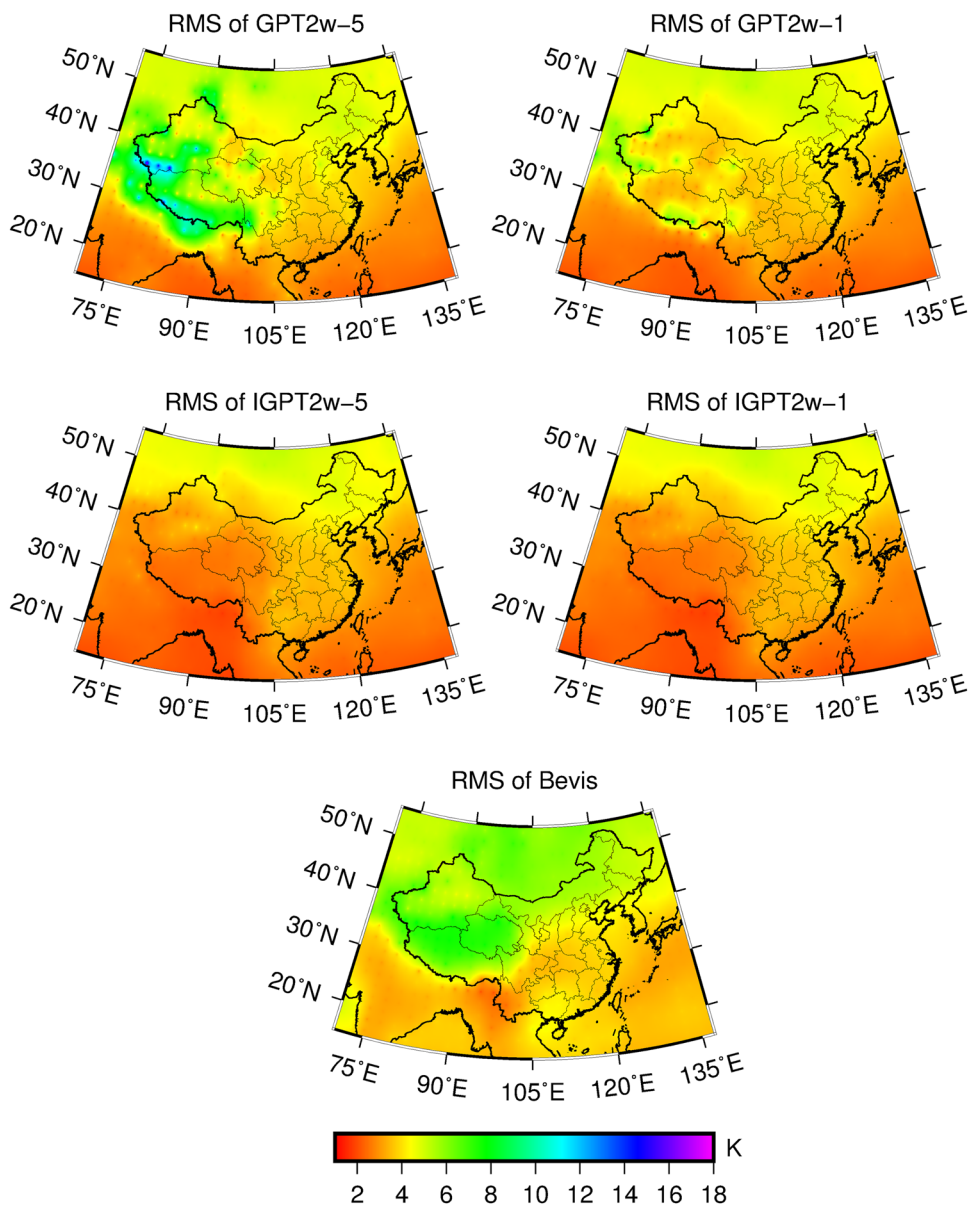 RMS of GPT2w−5
RMS of GPT2w−1
50˚N
40˚N
30˚N
20˚N
75˚E
90˚E
105˚E
120˚E
135˚E
50˚N
40˚N
30˚N
20˚N
75˚E
90˚E
105˚E
120˚E
135˚E
RMS of IGPT2w−5
RMS of IGPT2w−1
50˚N
40˚N
30˚N
20˚N
75˚E
90˚E
105˚E
120˚E
135˚E
50˚N
40˚N
30˚N
20˚N
75˚E
90˚E
105˚E
120˚E
135˚E
RMS of Bevis
50˚N
40˚N
30˚N
20˚N
75˚E
90˚E
105˚E
120˚E
135˚E
K
2 4 6 8 10 12 14 16 18